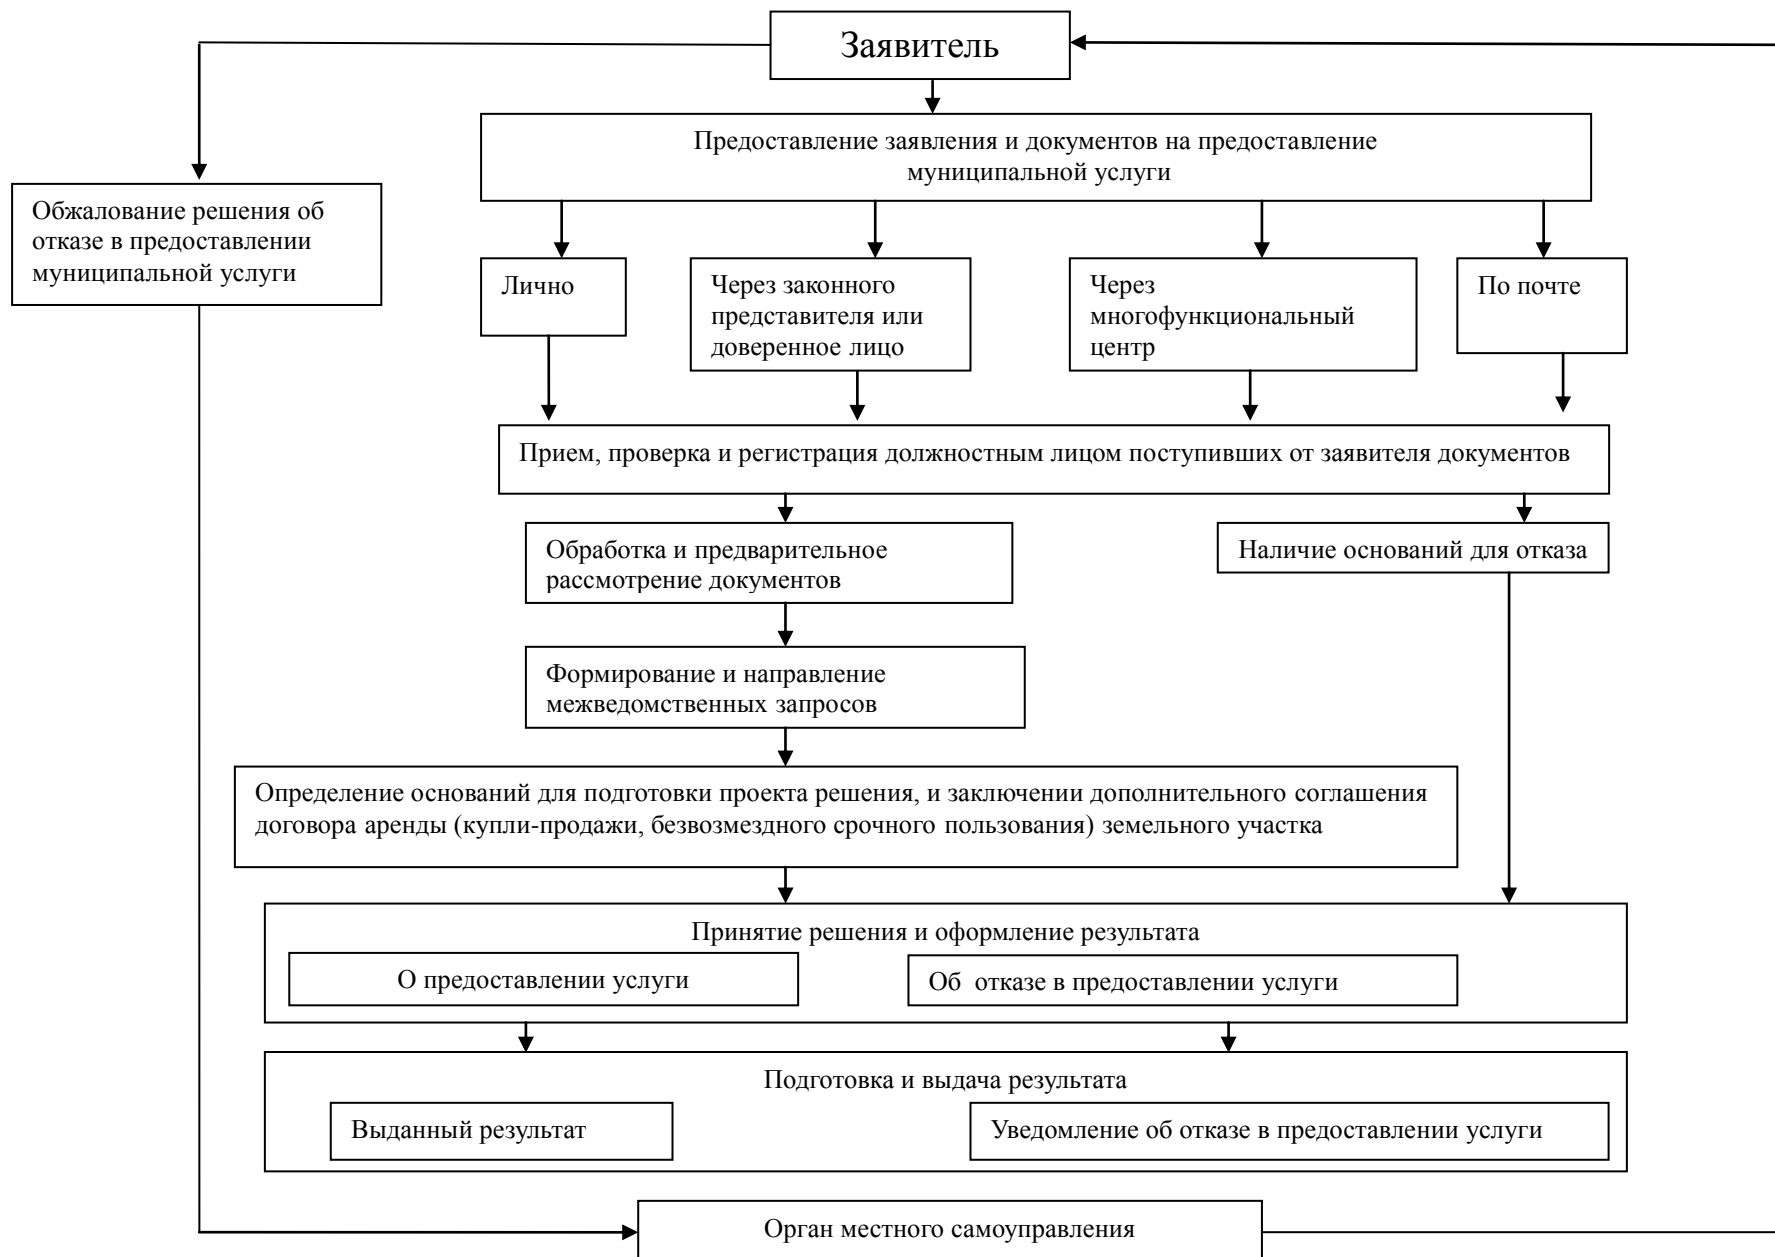 Заявитель
Предоставление заявления и документов на предоставление
муниципальной услуги
Обжалование решения об
отказе в предоставлении
муниципальной услуги
Лично
Через законного
представителя или
доверенное лицо
Через
многофункциональный
центр
По почте
Прием, проверка и регистрация должностным лицом поступивших от заявителя документов
Обработка и предварительное
рассмотрение документов
Наличие оснований для отказа
Формирование и направление
межведомственных запросов
Определение оснований для подготовки проекта решения, и заключении дополнительного соглашения
договора аренды (купли-продажи, безвозмездного срочного пользования) земельного участка
Принятие решения и оформление результата
О предоставлении услуги
Об  отказе в предоставлении услуги
Подготовка и выдача результата
Выданный результат
Уведомление об отказе в предоставлении услуги
Орган местного самоуправления